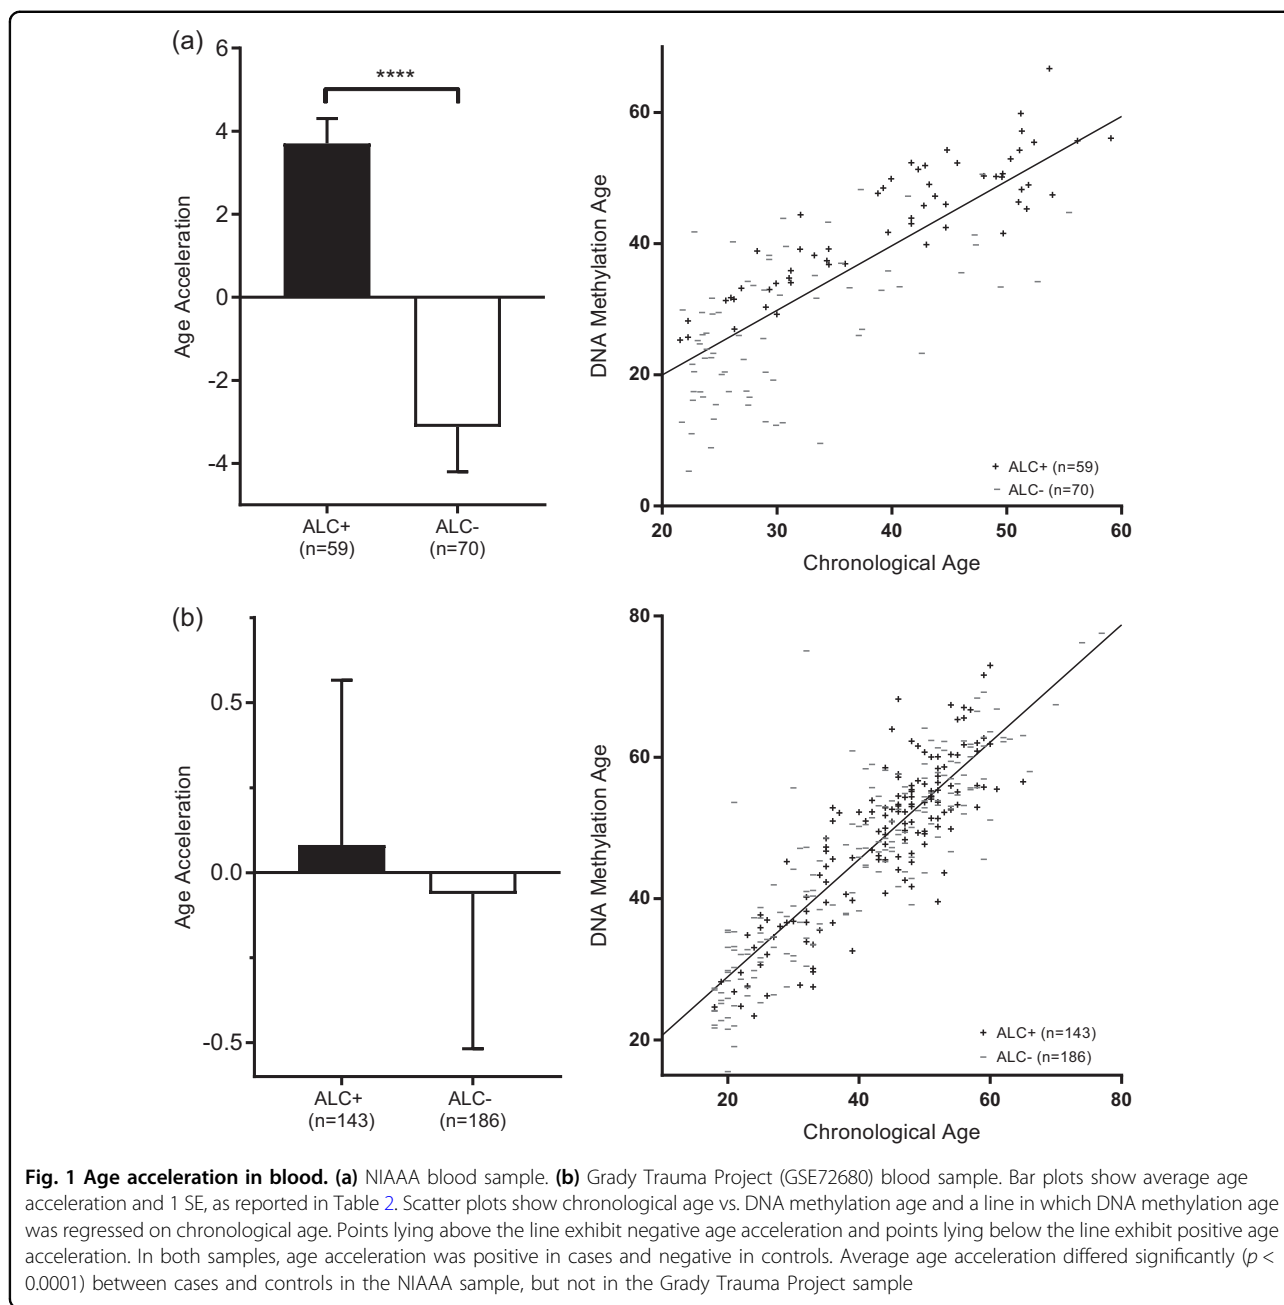 (a)
6
4
2
0
-2
-4
Age Acceleration
****
ALC+
(n=59)
ALC-
(n=70)
60
40
20
0
DNA Methylation Age
20 30 40 50 60
Chronological Age
+ ALC+ (n=59)
– ALC- (n=70)
(b)
0.5
0.0
-0.5
Age Acceleration
ALC+
(n=143)
ALC-
(n=186)
80
60
40
20
DNA Methylation Age
20 40 60 80
Chronological Age
+ ALC+ (n=143)
– ALC- (n=186)
Fig. 1 Age acceleration in blood. (a) NIAAA blood sample. (b) Grady Trauma Project (GSE72680) blood sample. Bar plots show average age
acceleration and 1 SE, as reported in Table 2. Scatter plots show chronological age vs. DNA methylation age and a line in which DNA methylation age
was regressed on chronological age. Points lying above the line exhibit negative age acceleration and points lying below the line exhibit positive age
acceleration. In both samples, age acceleration was positive in cases and negative in controls. Average age acceleration differed significantly (p <
0.0001) between cases and controls in the NIAAA sample, but not in the Grady Trauma Project sample